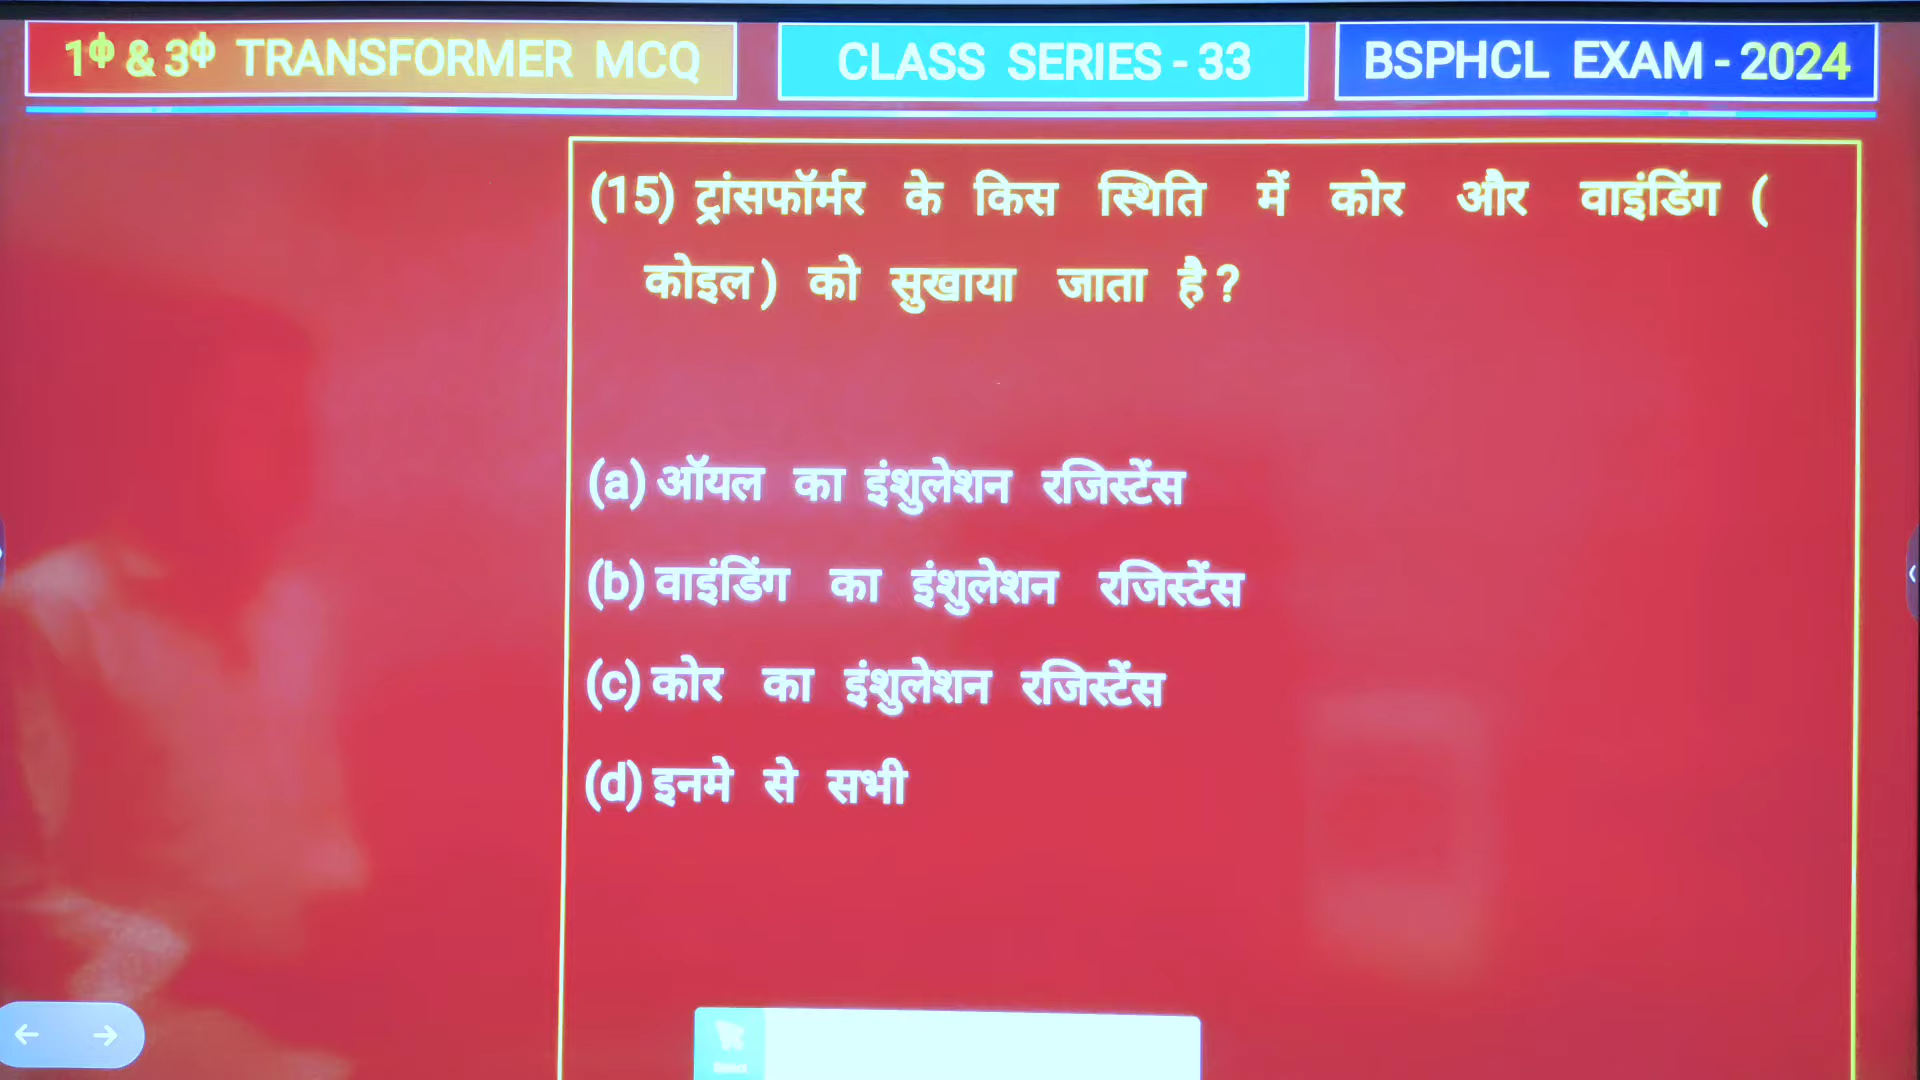 1ϕ & 3ϕ TRANSFORMER MCQ
CLASS SERIES - 33
BSPHCL EXAM - 2024
(15) ट्रांसफॉर्मर के किस स्थिति में कोर और वाइंडिंग (
कोइल) को सुखाया जाता है ?
(a) ऑयल का इंशुलेशन रजिस्टेंस
(b) वाइंडिंग का इंशुलेशन रजिस्टेंस
(c) कोर का इंशुलेशन रजिस्टेंस
(d) इनमे से सभी